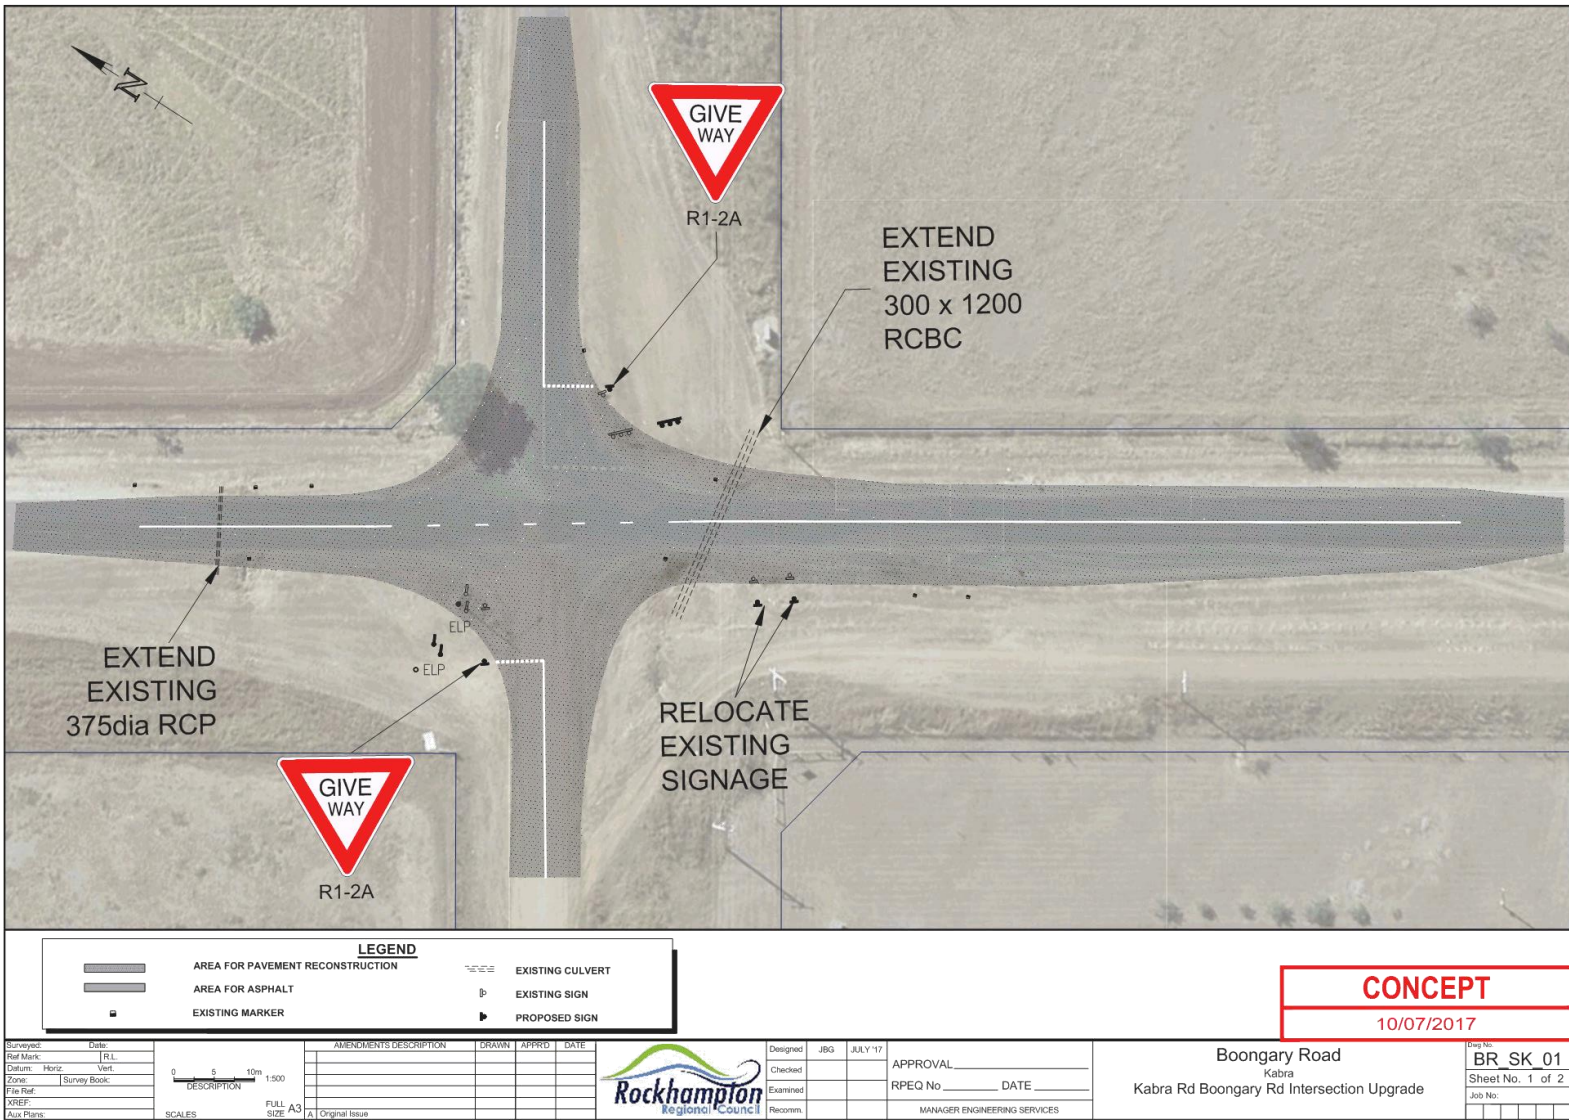 N
GIVE
WAY
R1-2A
EXTEND
EXISTING
300 x 1200
RCBC
EXTEND
EXISTING
375dia RCP
ELP
ELP
RELOCATE
EXISTING
SIGNAGE
GIVE
WAY
R1-2A
LEGEND
AREA FOR PAVEMENT RECONSTRUCTION
AREA FOR ASPHALT
EXISTING MARKER
EXISTING CULVERT
EXISTING SIGN
PROPOSED SIGN
CONCEPT
10/07/2017
Surveyed: Date:
Ref Mark: R.L.
Datum: Horiz. Vert.
Zone: Survey Book:
File Ref:
XREF:
Aux Plans:
0 5 10m 1:500
DESCRIPTION
SCALES
FULL SIZE A3
AMENDMENTS DESCRIPTION DRAWN APPR'D DATE
A Original Issue
Rockhampton
Regional Council
Designed JBG JULY '17
Checked
Examined
Recomm.
APPROVAL
RPEQ No DATE
MANAGER ENGINEERING SERVICES
Boongary Road
Kabra
Kabra Rd Boongary Rd Intersection Upgrade
Dwg No.
BR_SK_01
Sheet No. 1 of 2
Job No: